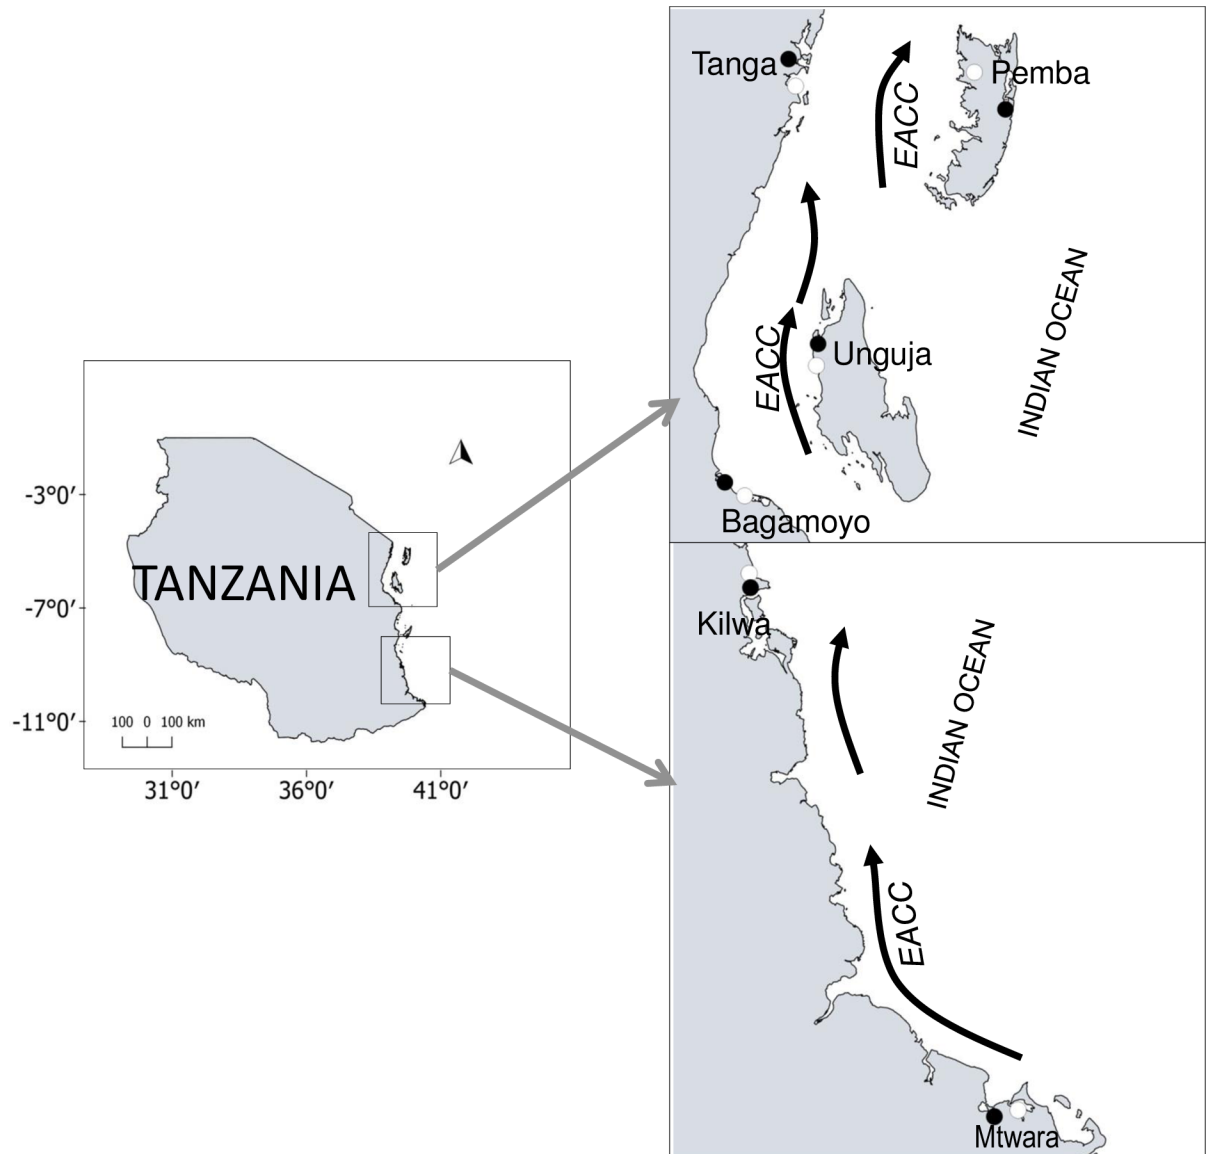 Tanga
Pemba
EACC
INDIAN OCEAN
EACC
Unguja
Bagamoyo
-3°0′
TANZANIA
-7°0′
-11°0′
100 0 100 km
31°0′ 36°0′ 41°0′
Kilwa
INDIAN OCEAN
EACC
Mtwara